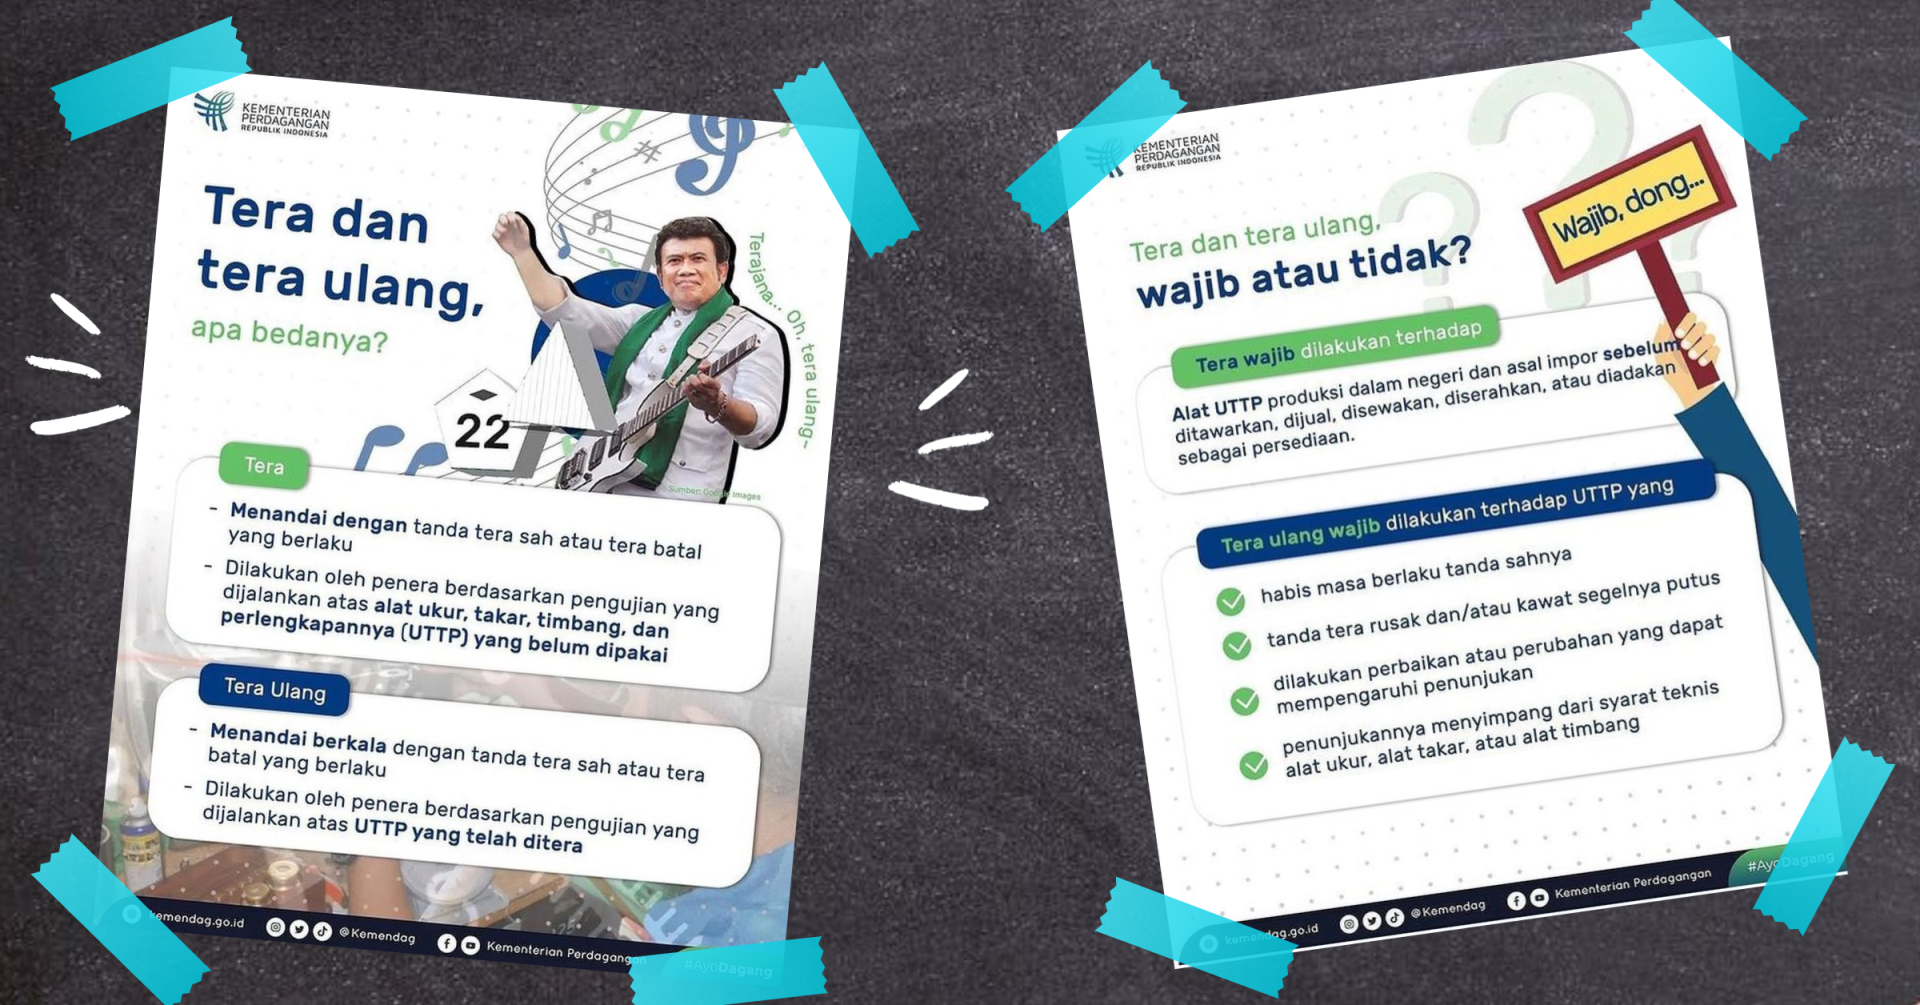 KEMENTERIAN
PERDAGANGAN
REPUBLIK INDONESIA
Tera dan
tera ulang,
apa bedanya?
Terajana... Oh, tera ulang~
22
Sumber: Google Images
Tera
- Menandai dengan tanda tera sah atau tera batal
yang berlaku
- Dilakukan oleh penera berdasarkan pengujian yang
dijalankan atas alat ukur, takar, timbang, dan
perlengkapannya (UTTP) yang belum dipakai
Tera Ulang
- Menandai berkala dengan tanda tera sah atau tera
batal yang berlaku
- Dilakukan oleh penera berdasarkan pengujian yang
dijalankan atas UTTP yang telah ditera
kemendag.go.id
@Kemendag
Kementerian Perdagangan
#AyoDagang
KEMENTERIAN
PERDAGANGAN
REPUBLIK INDONESIA
Tera dan tera ulang,
wajib atau tidak?
Wajib, dong...
Tera wajib dilakukan terhadap
Alat UTTP produksi dalam negeri dan asal impor sebelum
ditawarkan, dijual, disewakan, diserahkan, atau diadakan
sebagai persediaan.
Tera ulang wajib dilakukan terhadap UTTP yang
habis masa berlaku tanda sahnya
tanda tera rusak dan/atau kawat segelnya putus
dilakukan perbaikan atau perubahan yang dapat
mempengaruhi penunjukan
penunjukannya menyimpang dari syarat teknis
alat ukur, alat takar, atau alat timbang
kemendag.go.id
@Kemendag
Kementerian Perdagangan
#AyoDagang